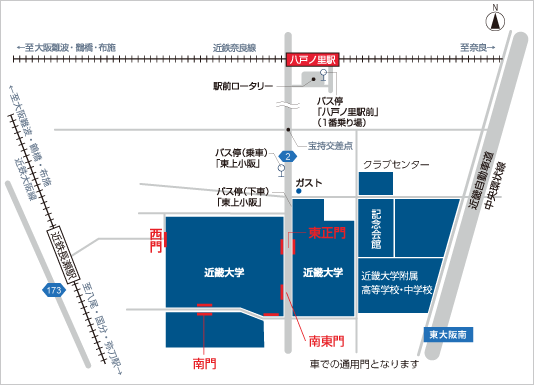 N
←至大阪難波・鶴橋・布施
近鉄奈良線
八戸ノ里駅
至奈良→
駅前ロータリー
バス停
「八戸ノ里駅前」
（1番乗り場）
宝持交差点
2
バス停（乗車）
「東上小阪」
クラブセンター
ガスト
バス停（下車）
「東上小阪」
近畿自動車道
中央環状線
←至大阪難波・鶴橋・布施
近鉄大阪線
近鉄長瀬駅
173
至八尾・国分・弥刀駅→
西門
東正門
記念会館
近畿大学
近畿大学
近畿大学附属
高等学校・中学校
南門
南東門
東大阪南
車での通用門となります